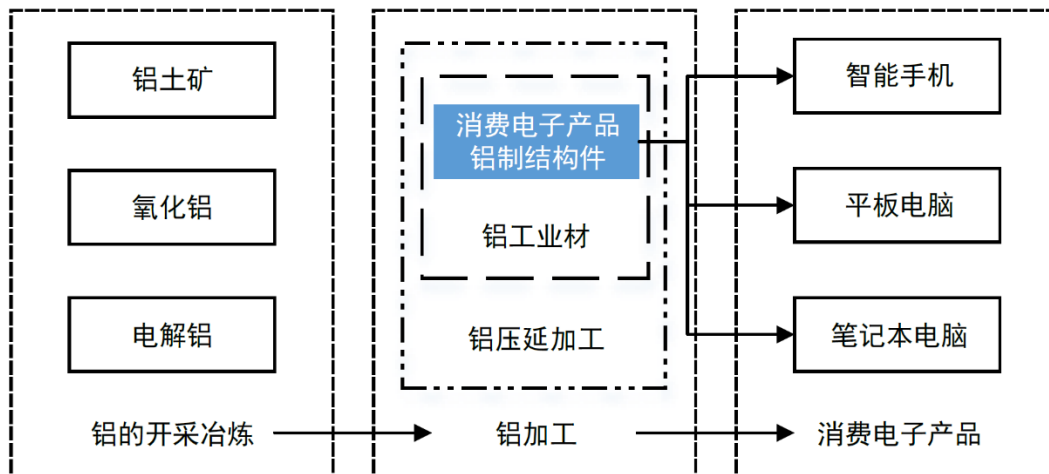 铝土矿
氧化铝
电解铝
铝的开采冶炼
消费电子产品
铝制结构件
铝工业材
铝压延加工
铝加工
智能手机
平板电脑
笔记本电脑
消费电子产品